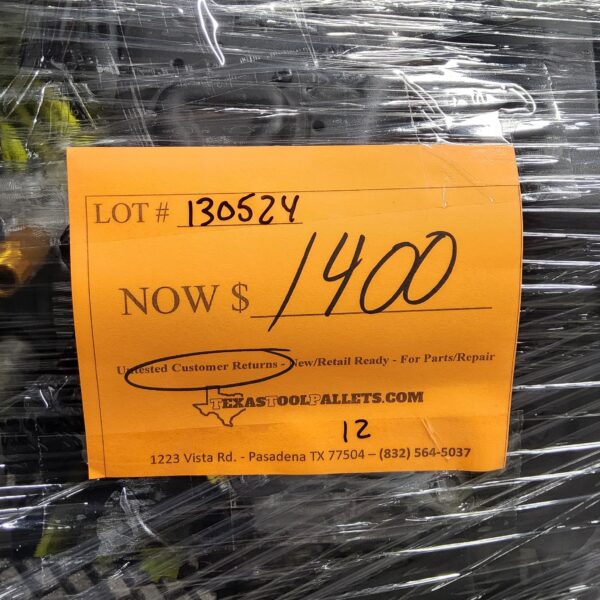 LOT # 130524
NOW $ 1400
Untested Customer Returns - New/Retail Ready - For Parts/Repair
TEXASTOOLPALLETS.COM
12
1223 Vista Rd. - Pasadena TX 77504 – (832) 564-5037